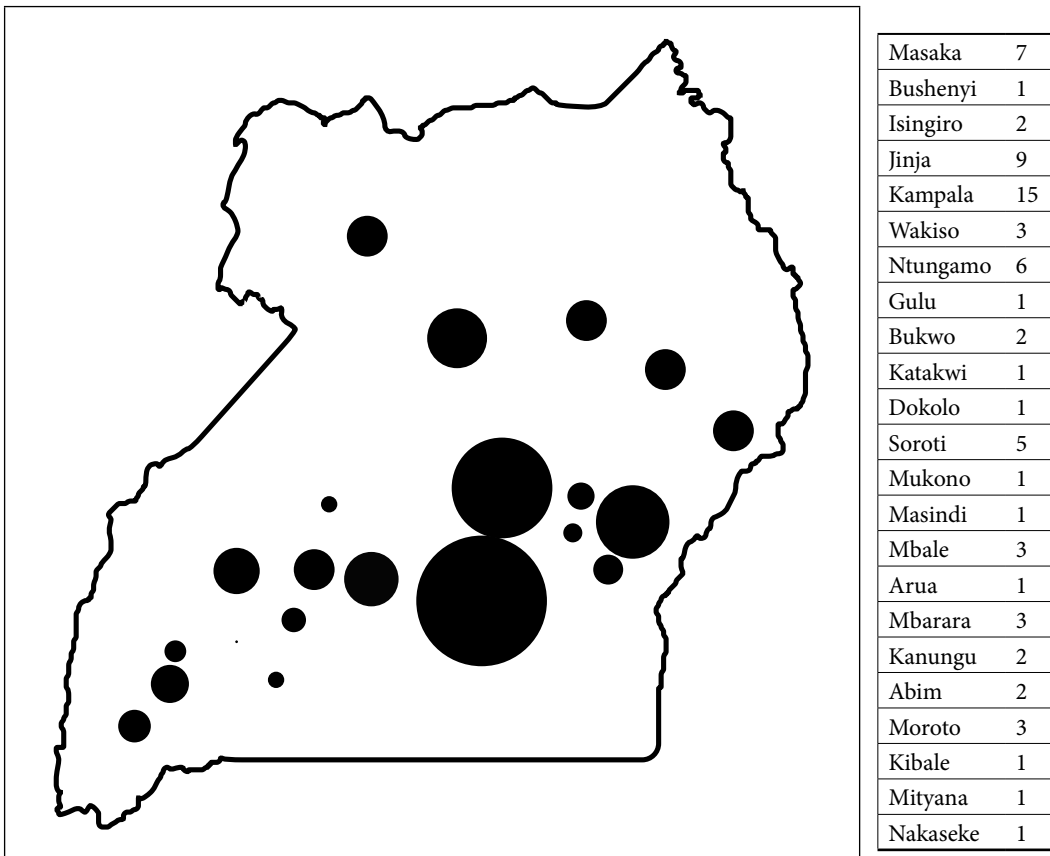 Masaka 7
Bushenyi 1
Isingiro 2
Jinja 9
Kampala 15
Wakiso 3
Ntungamo 6
Gulu 1
Bukwo 2
Katakwi 1
Dokolo 1
Soroti 5
Mukono 1
Masindi 1
Mbale 3
Arua 1
Mbarara 3
Kanungu 2
Abim 2
Moroto 3
Kibale 1
Mityana 1
Nakaseke 1